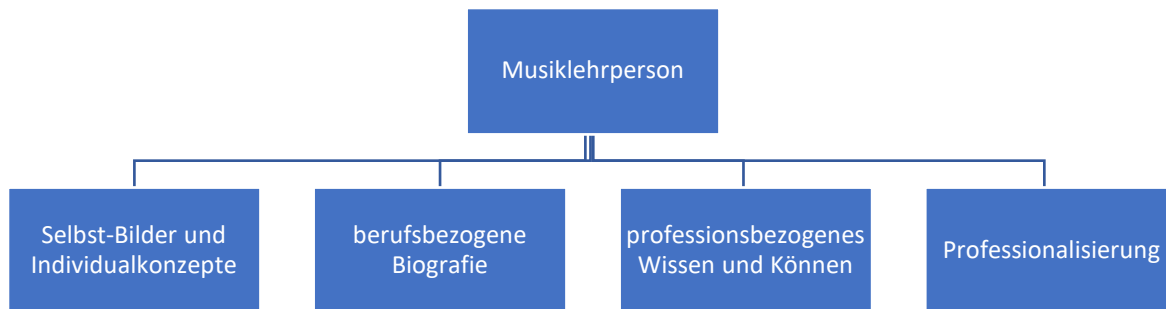 Musiklehrperson
Selbst-Bilder und
Individualkonzepte
berufsbezogene
Biografie
professionsbezogenes
Wissen und Können
Professionalisierung